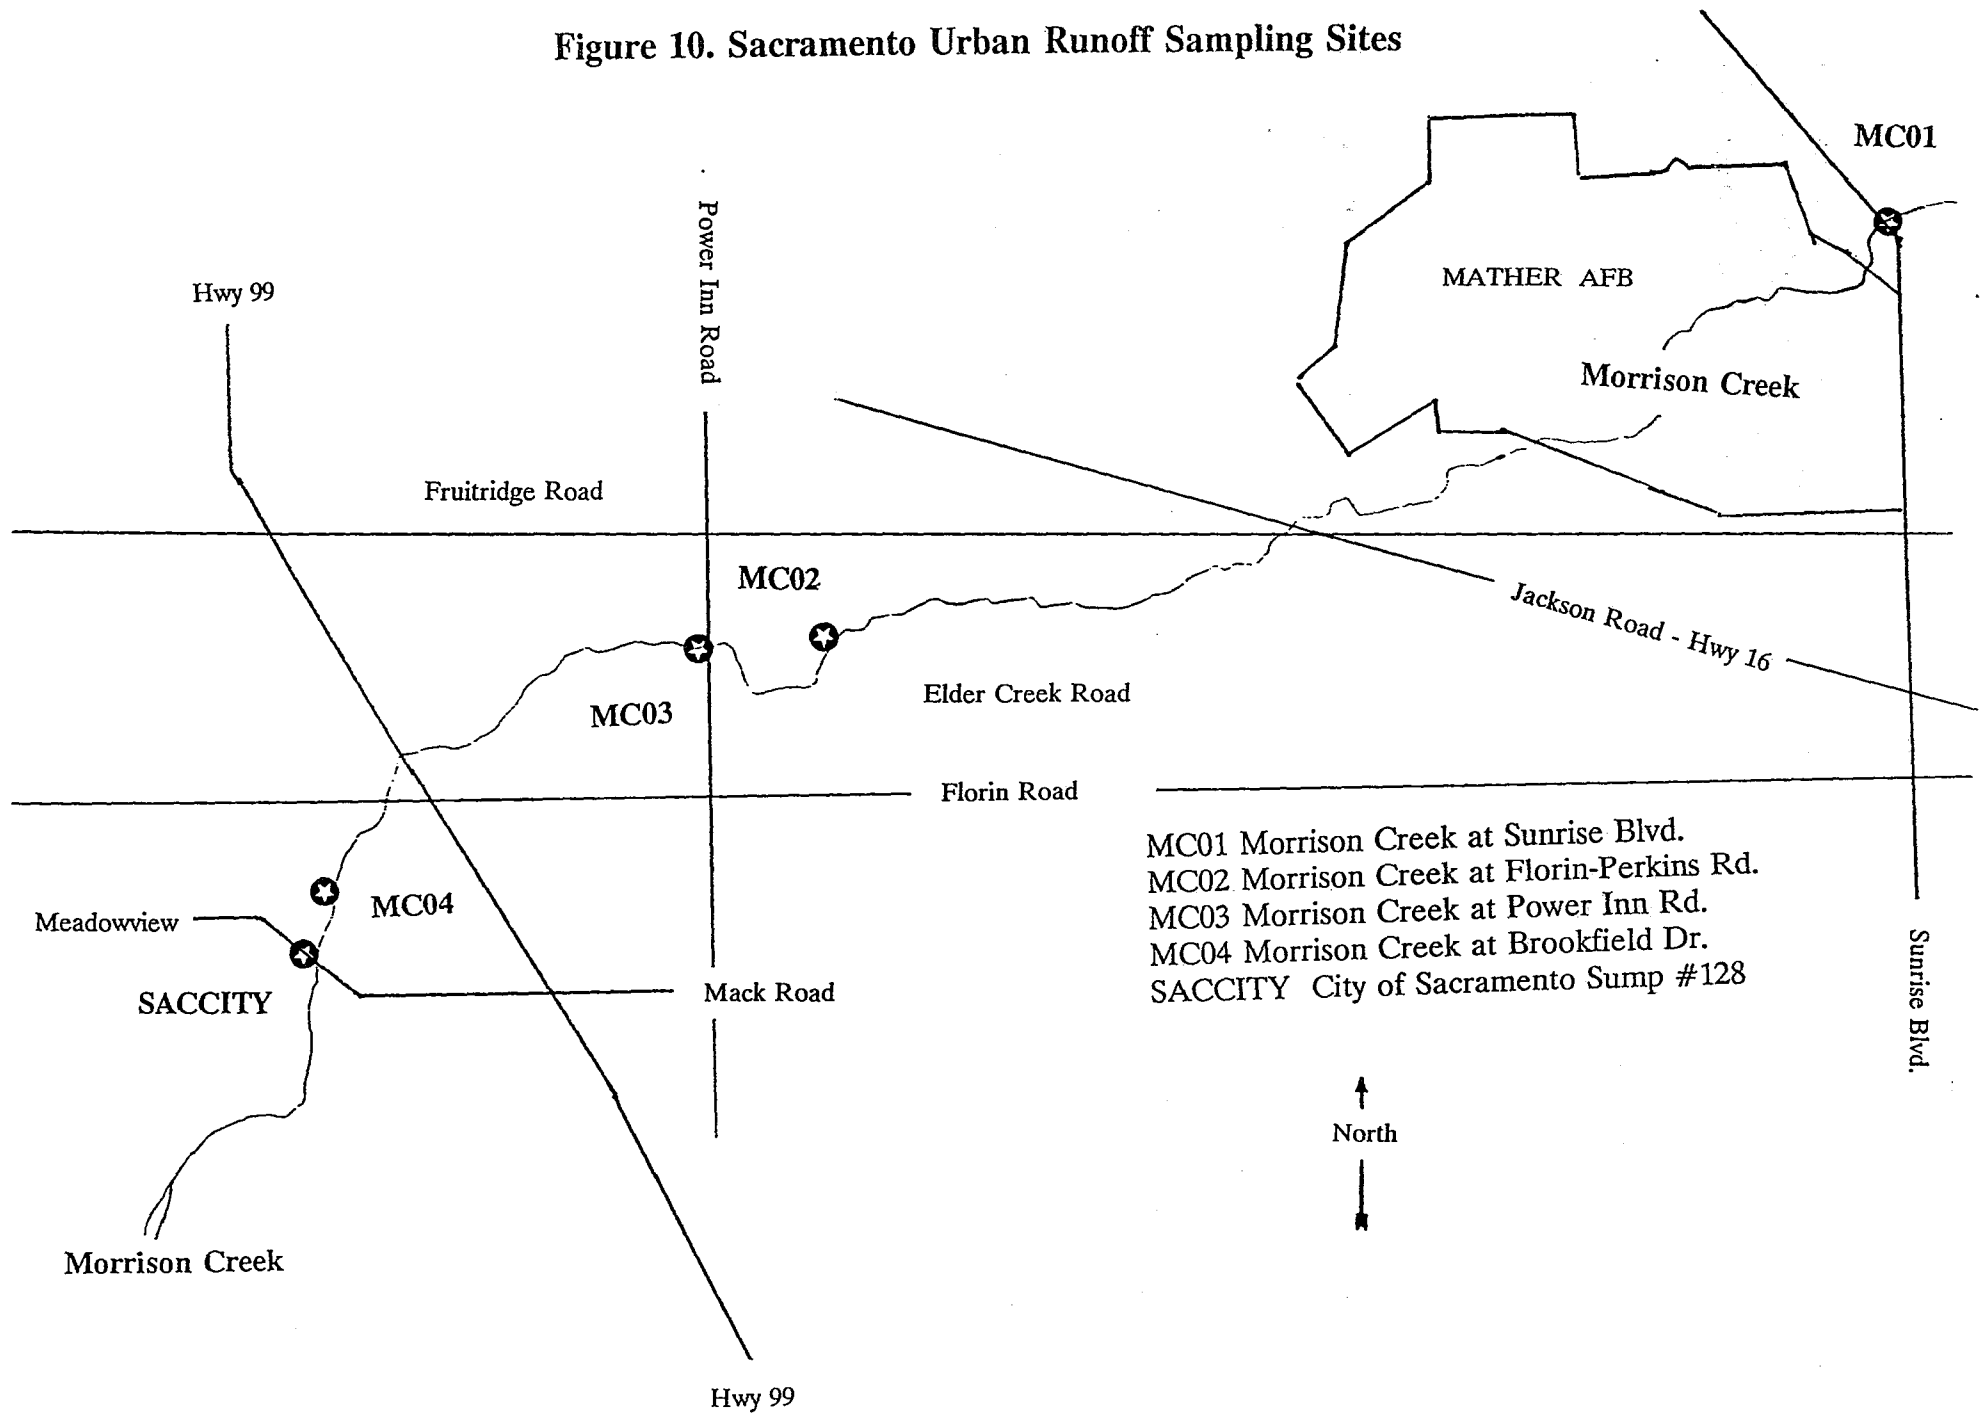 Figure 10. Sacramento Urban Runoff Sampling Sites
MC01
Power Inn Road
MATHER AFB
Hwy 99
Morrison Creek
Fruitridge Road
MC02
Jackson Road - Hwy 16
Elder Creek Road
MC03
Florin Road
MC01 Morrison Creek at Sunrise Blvd.
MC02 Morrison Creek at Florin-Perkins Rd.
MC03 Morrison Creek at Power Inn Rd.
MC04 Morrison Creek at Brookfield Dr.
SACCITY City of Sacramento Sump #128
MC04
Meadowview
Sunrise Blvd.
Mack Road
SACCITY
North
Morrison Creek
Hwy 99